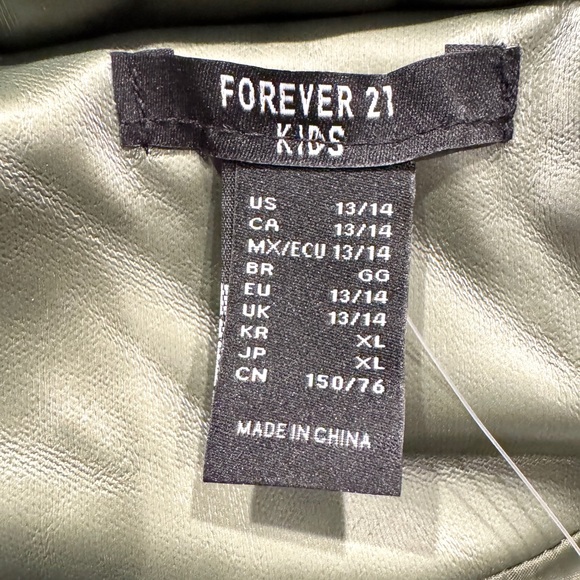 FOREVER 21
KIDS
US 13/14
CA 13/14
MX/ECU 13/14
BR GG
EU 13/14
UK 13/14
KR XL
JP XL
CN 150/76
MADE IN CHINA